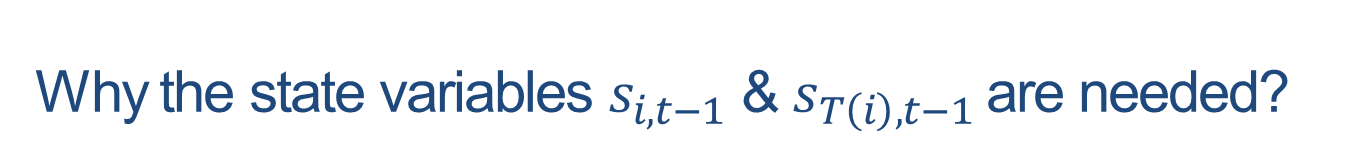 Why the state variables $s_{i,t-1}$ & $s_{T(i),t-1}$ are needed?